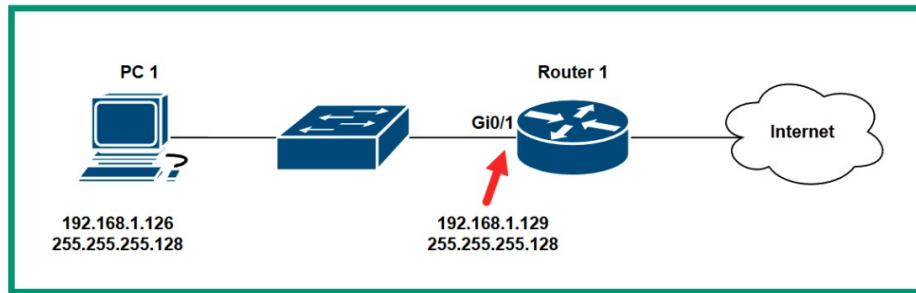 PC 1
Router 1
Gi0/1
Internet
192.168.1.126
255.255.255.128
192.168.1.129
255.255.255.128